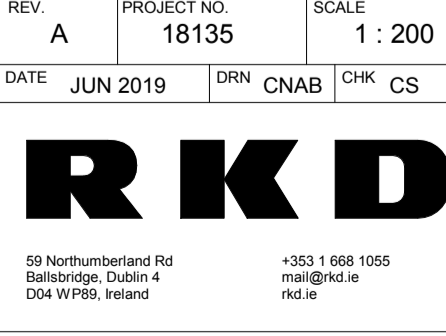 REV. PROJECT NO. SCALE
A 18135 1 : 200
DATE JUN 2019 DRN CNAB CHK CS
RKD
59 Northumberland Rd +353 1 668 1055
Ballsbridge, Dublin 4 mail@rkd.ie
D04 WP89, Ireland rkd.ie